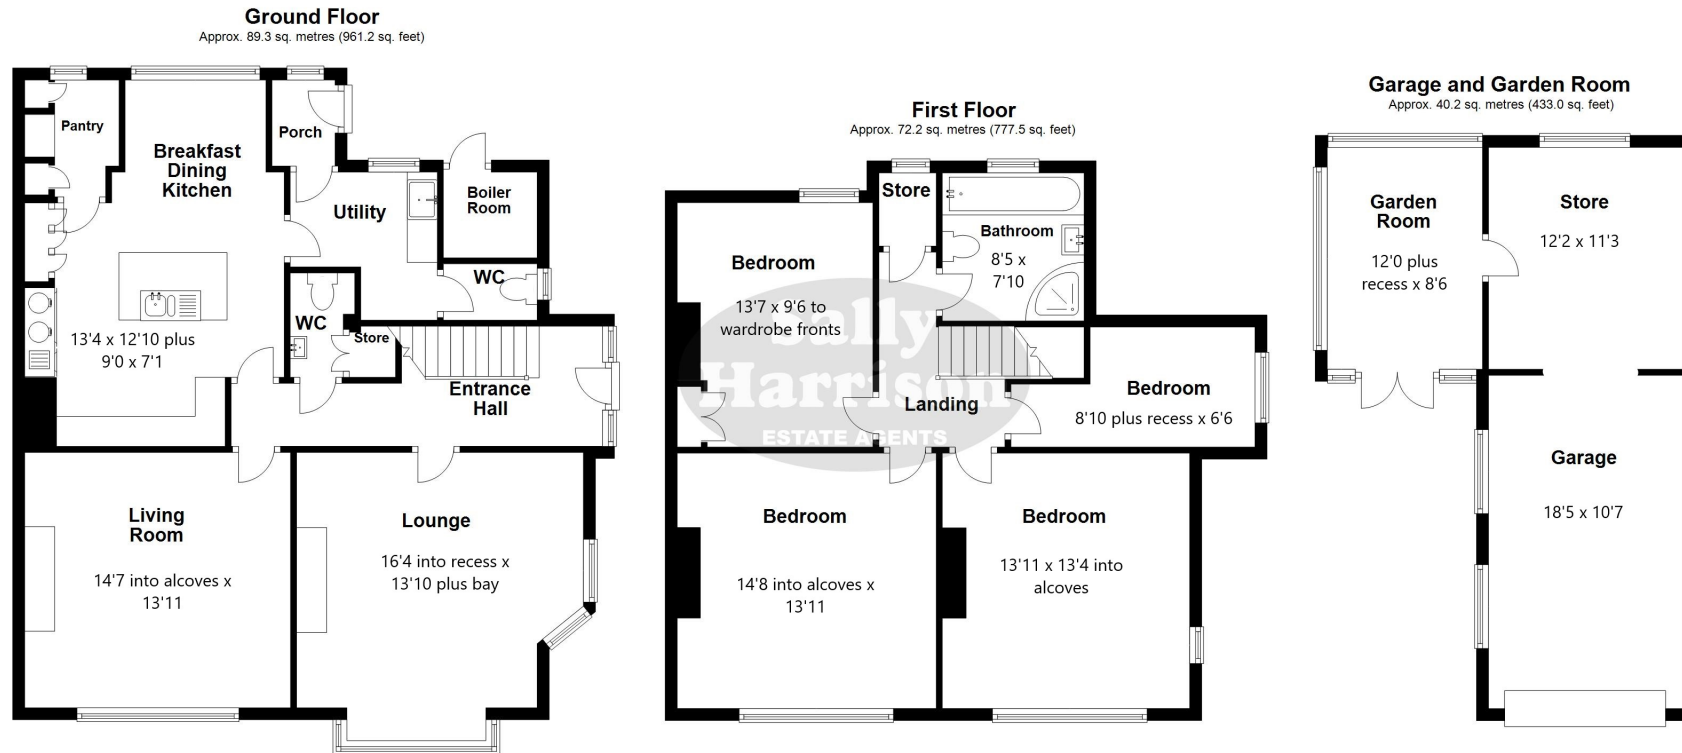 Ground Floor
Approx. 89.3 sq. metres (961.2 sq. feet)
Pantry
Breakfast
Dining
Kitchen
13'4 x 12'10 plus
9'0 x 7'1
Porch
Utility
Boiler
Room
WC
WC
Store
Entrance
Hall
Living
Room
14'7 into alcoves x
13'11
Lounge
16'4 into recess x
13'10 plus bay
First Floor
Approx. 72.2 sq. metres (777.5 sq. feet)
Store
Bathroom
8'5 x
7'10
Bedroom
13'7 x 9'6 to
wardrobe fronts
Landing
Bedroom
8'10 plus recess x 6'6
Bedroom
14'8 into alcoves x
13'11
Bedroom
13'11 x 13'4 into
alcoves
Sally
Harrison
ESTATE AGENTS
Garage and Garden Room
Approx. 40.2 sq. metres (433.0 sq. feet)
Garden
Room
12'0 plus
recess x 8'6
Store
12'2 x 11'3
Garage
18'5 x 10'7